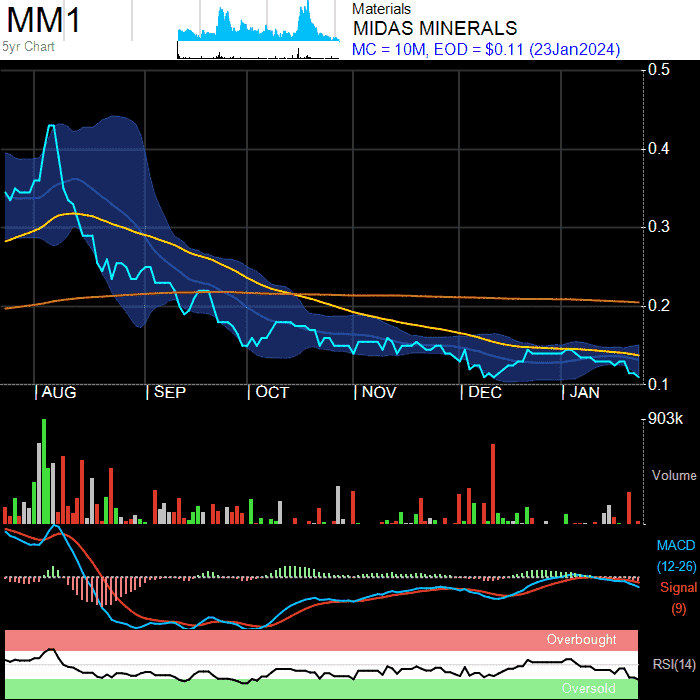 MM1
5yr Chart
Materials
MIDAS MINERALS
MC = 10M, EOD = $0.11 (23Jan2024)
0.5
0.4
0.3
0.2
0.1
AUG SEP OCT NOV DEC JAN
903k
Volume
MACD
(12-26)
Signal
(9)
Overbought
RSI(14)
Oversold